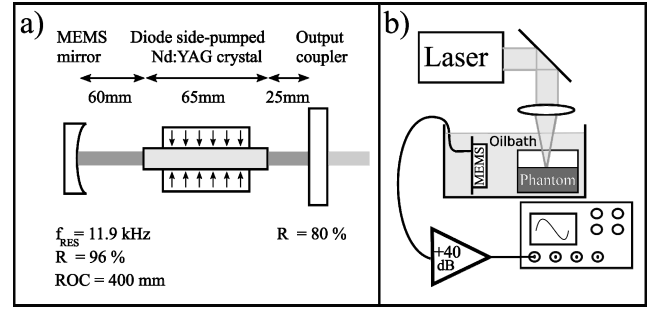 a)
MEMS mirror
Diode side-pumped Nd:YAG crystal
Output coupler
60mm
65mm
25mm
fRES = 11.9 kHz
R = 96 %
ROC = 400 mm
R = 80 %
b)
Laser
Oilbath
MEMS
Phantom
+40
dB